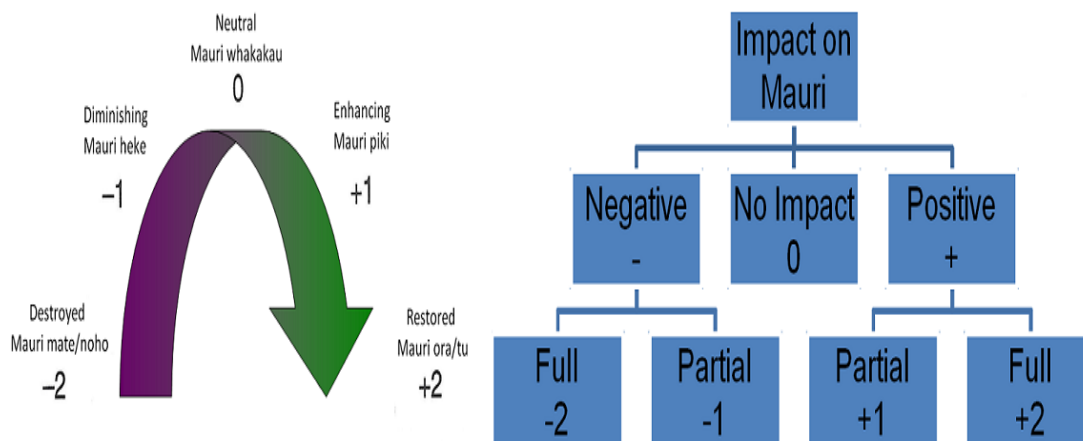 Neutral
Mauri whakakau
0
Diminishing
Mauri heke
–1
Enhancing
Mauri piki
+1
Destroyed
Mauri mate/noho
–2
Restored
Mauri ora/tu
+2
Impact on
Mauri
Negative
-
No Impact
0
Positive
+
Full
-2
Partial
-1
Partial
+1
Full
+2